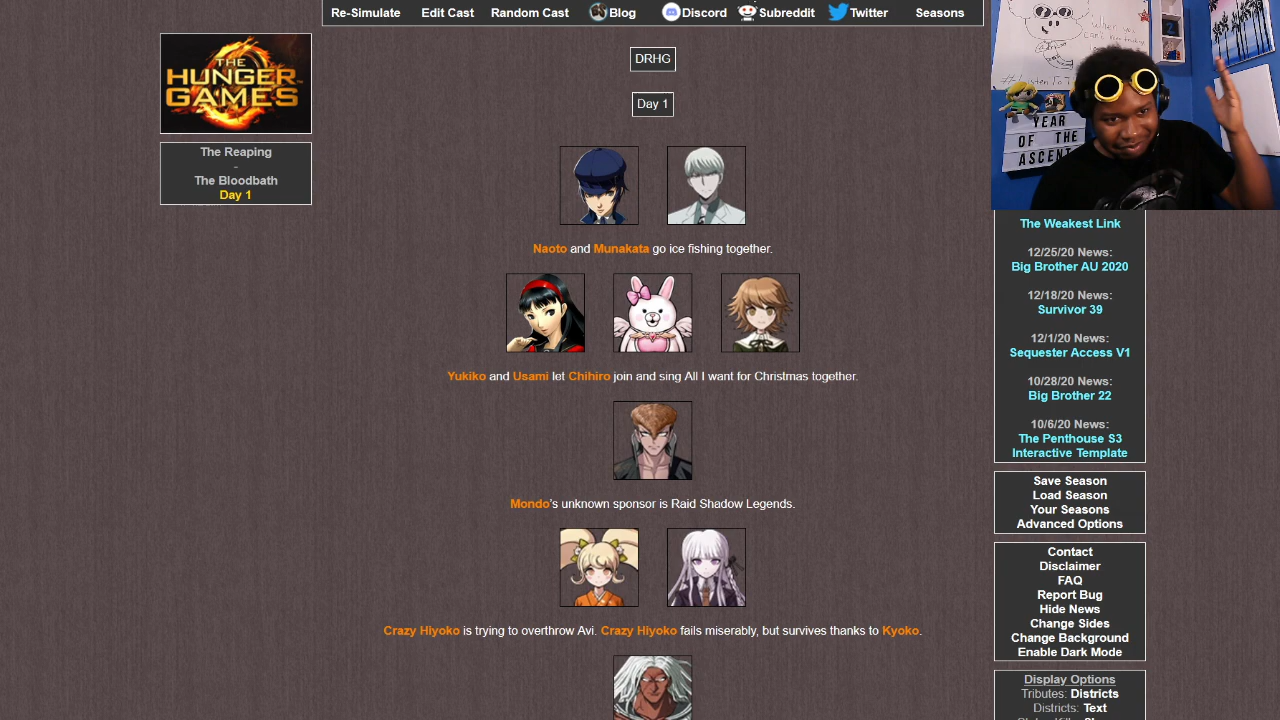 Re-Simulate Edit Cast Random Cast Blog Discord Subreddit Twitter Seasons
THE
HUNGER
GAMES
The Reaping
-
The Bloodbath
Day 1
DRHG
Day 1
Naoto and Munakata go ice fishing together.
Yukiko and Usami let Chihiro join and sing All I want for Christmas together.
Mondo's unknown sponsor is Raid Shadow Legends.
Crazy Hiyoko is trying to overthrow Avi. Crazy Hiyoko fails miserably, but survives thanks to Kyoko.
YEAR
OF THE
ASCENT
The Weakest Link
12/25/20 News:
Big Brother AU 2020
12/18/20 News:
Survivor 39
12/1/20 News:
Sequester Access V1
10/28/20 News:
Big Brother 22
10/6/20 News:
The Penthouse S3
Interactive Template
Save Season
Load Season
Your Seasons
Advanced Options
Contact
Disclaimer
FAQ
Report Bug
Hide News
Change Sides
Change Background
Enable Dark Mode
Display Options
Tributes: Districts
Districts: Text